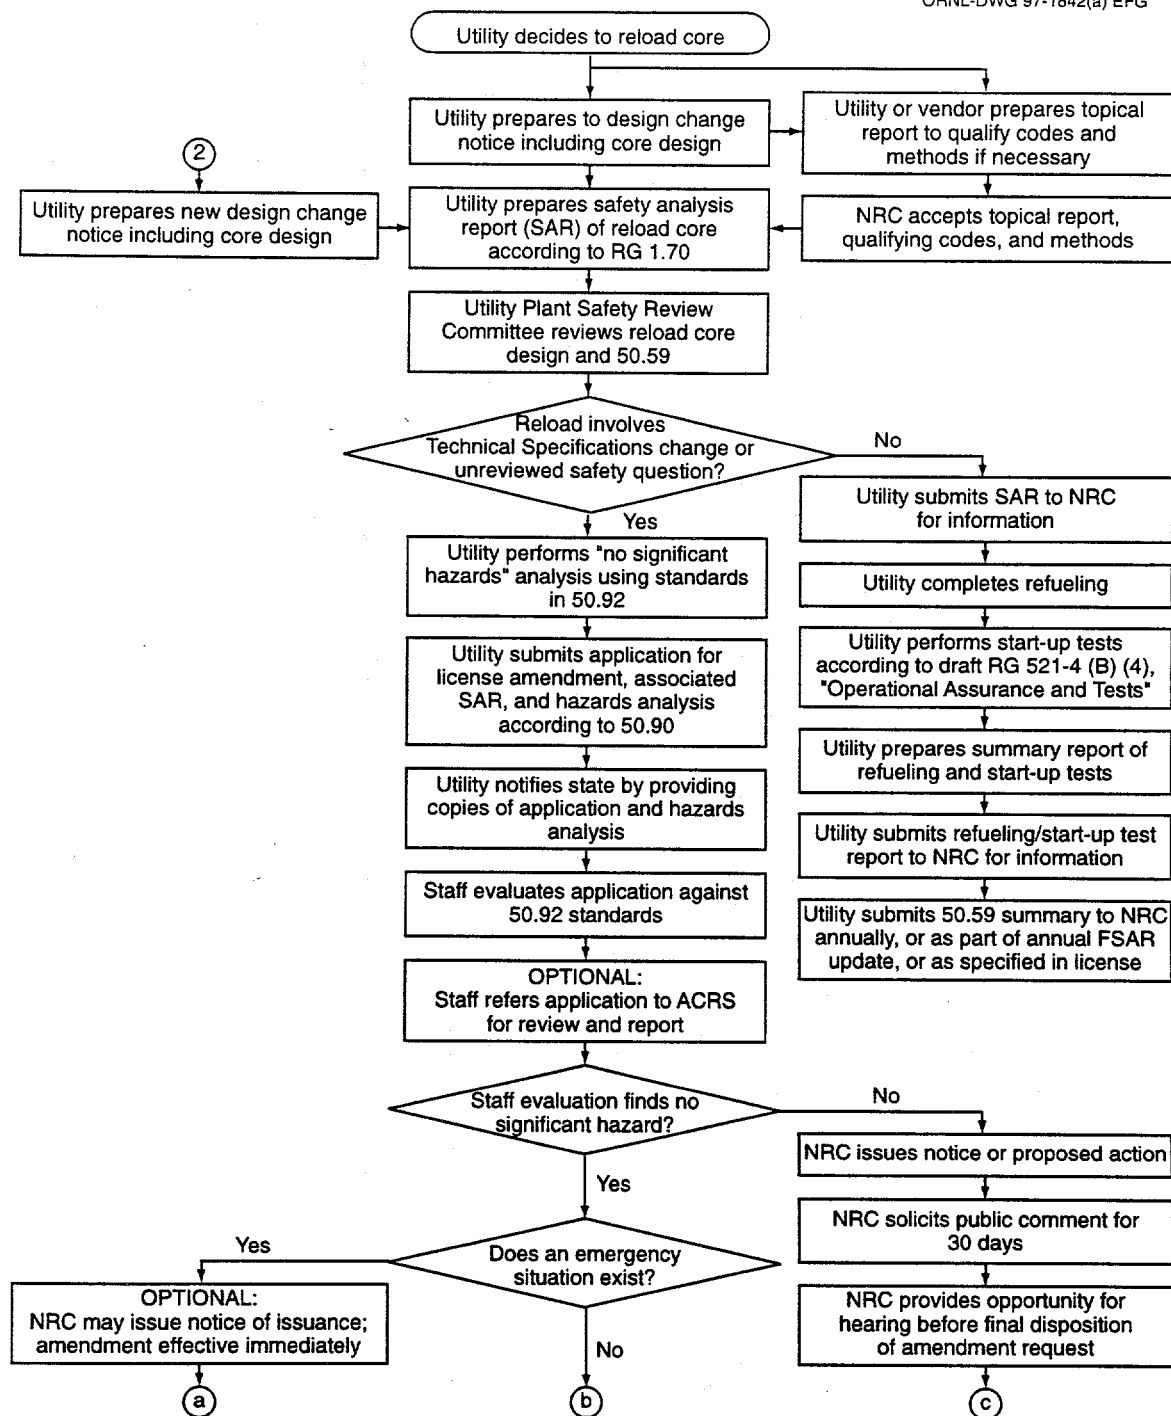 ORNL-DWG 97-1842(a) EFG
Utility decides to reload core
Utility prepares to design change
notice including core design
Utility or vendor prepares topical
report to qualify codes and
methods if necessary
2
Utility prepares new design change
notice including core design
Utility prepares safety analysis
report (SAR) of reload core
according to RG 1.70
NRC accepts topical report,
qualifying codes, and methods
Utility Plant Safety Review
Committee reviews reload core
design and 50.59
Reload involves
Technical Specifications change or
unreviewed safety question?
No
Yes
Utility submits SAR to NRC
for information
Utility performs "no significant
hazards" analysis using standards
in 50.92
Utility completes refueling
Utility submits application for
license amendment, associated
SAR, and hazards analysis
according to 50.90
Utility performs start-up tests
according to draft RG 521-4 (B) (4),
"Operational Assurance and Tests"
Utility notifies state by providing
copies of application and hazards
analysis
Utility prepares summary report of
refueling and start-up tests
Utility submits refueling/start-up test
report to NRC for information
Staff evaluates application against
50.92 standards
Utility submits 50.59 summary to NRC
annually, or as part of annual FSAR
update, or as specified in license
OPTIONAL:
Staff refers application to ACRS
for review and report
Staff evaluation finds no
significant hazard?
No
Yes
NRC issues notice or proposed action
NRC solicits public comment for
30 days
Does an emergency
situation exist?
Yes
No
OPTIONAL:
NRC may issue notice of issuance;
amendment effective immediately
NRC provides opportunity for
hearing before final disposition
of amendment request
a
b
c